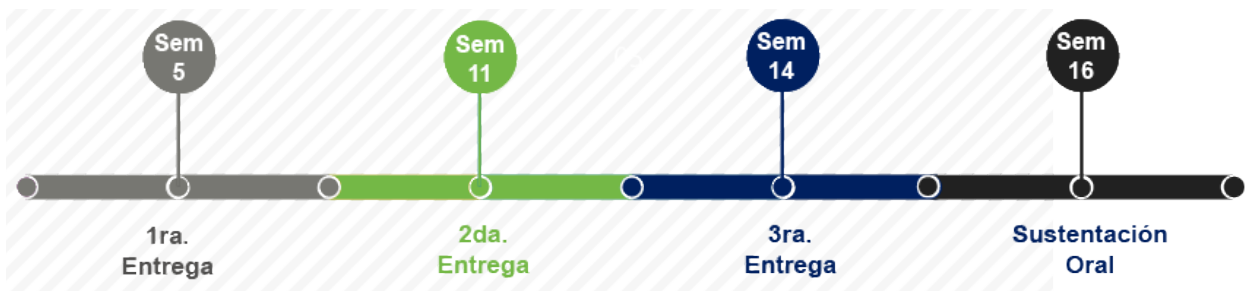 Sem
5
Sem
11
Sem
14
Sem
16
1ra.
Entrega
2da.
Entrega
3ra.
Entrega
Sustentación
Oral